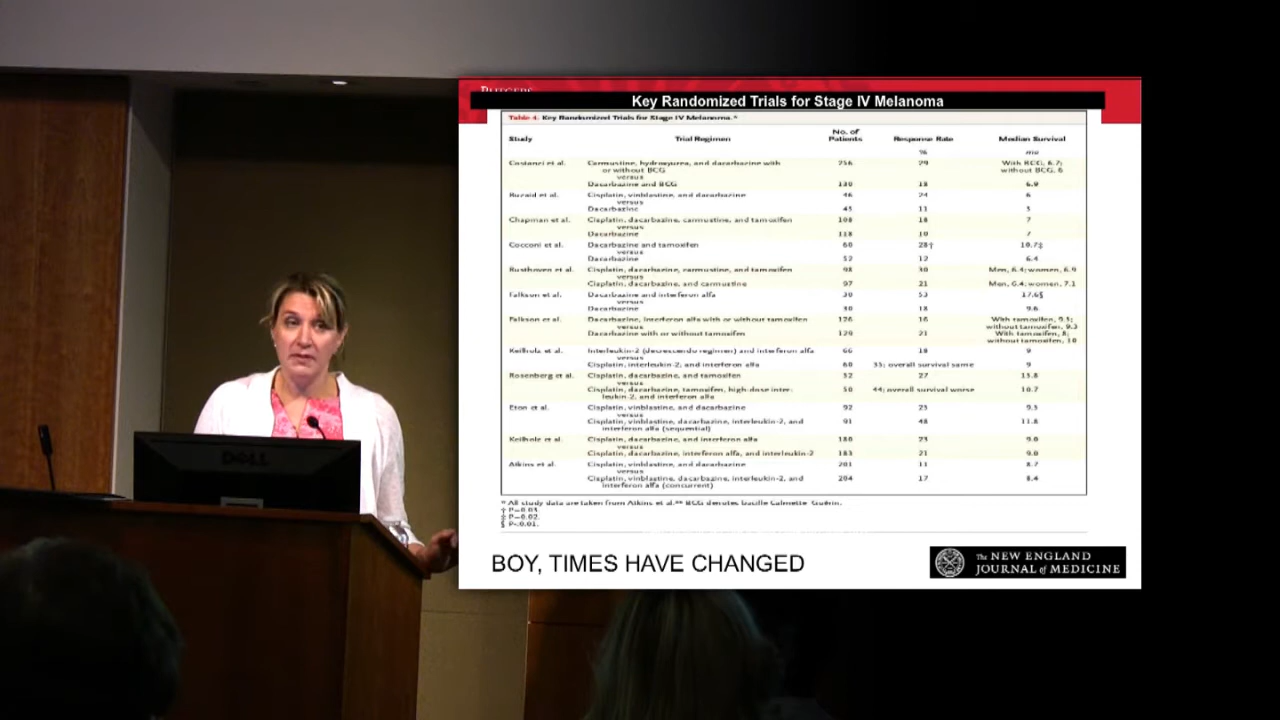 RUTGERS
Key Randomized Trials for Stage IV Melanoma
Table 4. Key Randomized Trials for Stage IV Melanoma.*
Study Trial Regimen No. of Patients Response Rate Median Survival
% mo
Costanzi et al. Carmustine, hydroxyurea, and dacarbazine with 256 29 With BCG, 6.7;
or without BCG without BCG, 6
versus
Dacarbazine and BCG 130 18 6.9
Buzaid et al. Cisplatin, vinblastine, and dacarbazine 46 24 6
versus
Dacarbazine 45 11 5
Chapman et al. Cisplatin, dacarbazine, carmustine, and tamoxifen 108 18 7
versus
Dacarbazine 118 10 7
Cocconi et al. Dacarbazine and tamoxifen 60 28† 10.7‡
versus
Dacarbazine 52 12 6.4
Rusthoven et al. Cisplatin, dacarbazine, carmustine, and tamoxifen 98 30 Men, 6.4; women, 6.9
versus
Cisplatin, dacarbazine, and carmustine 97 21 Men, 6.4; women, 7.1
Falkson et al. Dacarbazine and interferon alfa 30 53 17.6§
versus
Dacarbazine 30 18 9.6
Falkson et al. Dacarbazine, interferon alfa with or without tamoxifen 126 16 With tamoxifen, 9.5;
versus without tamoxifen, 9.3
Dacarbazine with or without tamoxifen 129 21 With tamoxifen, 8;
without tamoxifen, 10
Keilholz et al. Interleukin-2 (decrescendo regimen) and interferon alfa 66 18 9
versus
Cisplatin, interleukin-2, and interferon alfa 60 35; overall survival same 9
Rosenberg et al. Cisplatin, dacarbazine, and tamoxifen 52 27 15.8
versus
Cisplatin, dacarbazine, tamoxifen, high-dose inter- 50 44; overall survival worse 10.7
leukin-2, and interferon alfa
Eton et al. Cisplatin, vinblastine, and dacarbazine 92 25 9.5
versus
Cisplatin, vinblastine, dacarbazine, interleukin-2, and 91 48 11.8
interferon alfa (sequential)
Keilholz et al. Cisplatin, dacarbazine, and interferon alfa 180 23 9.0
versus
Cisplatin, dacarbazine, interferon alfa, and interleukin-2 183 21 9.0
Atkins et al. Cisplatin, vinblastine, and dacarbazine 201 11 8.7
versus
Cisplatin, vinblastine, dacarbazine, interleukin-2, and 204 17 8.4
interferon alfa (concurrent)
* All study data are taken from Atkins et al. BCG denotes bacille Calmette–Guérin.
† P=0.03.
‡ P=0.02.
§ P<0.01.
BOY, TIMES HAVE CHANGED
The NEW ENGLAND
JOURNAL of MEDICINE
DELL